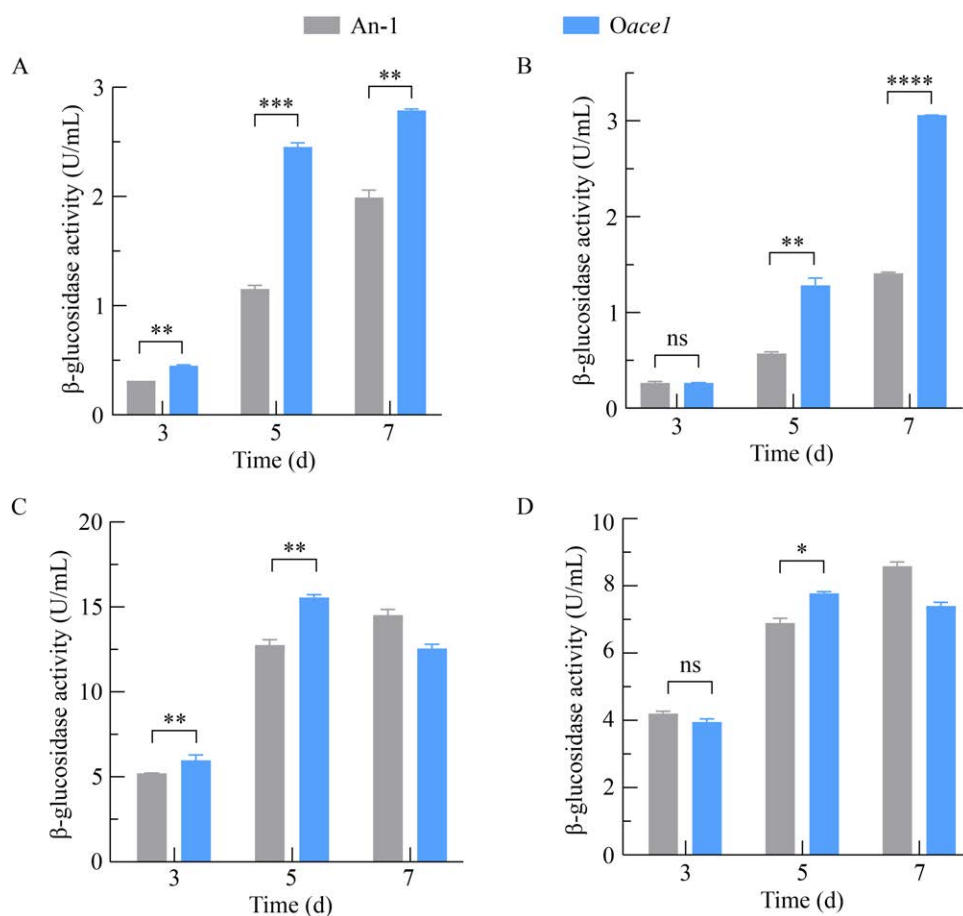 An-1 Oace1
A
β-glucosidase activity (U/mL)
3
2
1
0
**
***
**
3 5 7
Time (d)
B
β-glucosidase activity (U/mL)
3
2
1
0
ns
**
****
3 5 7
Time (d)
C
β-glucosidase activity (U/mL)
20
15
10
5
0
**
**
3 5 7
Time (d)
D
β-glucosidase activity (U/mL)
10
8
6
4
2
0
ns
*
3 5 7
Time (d)